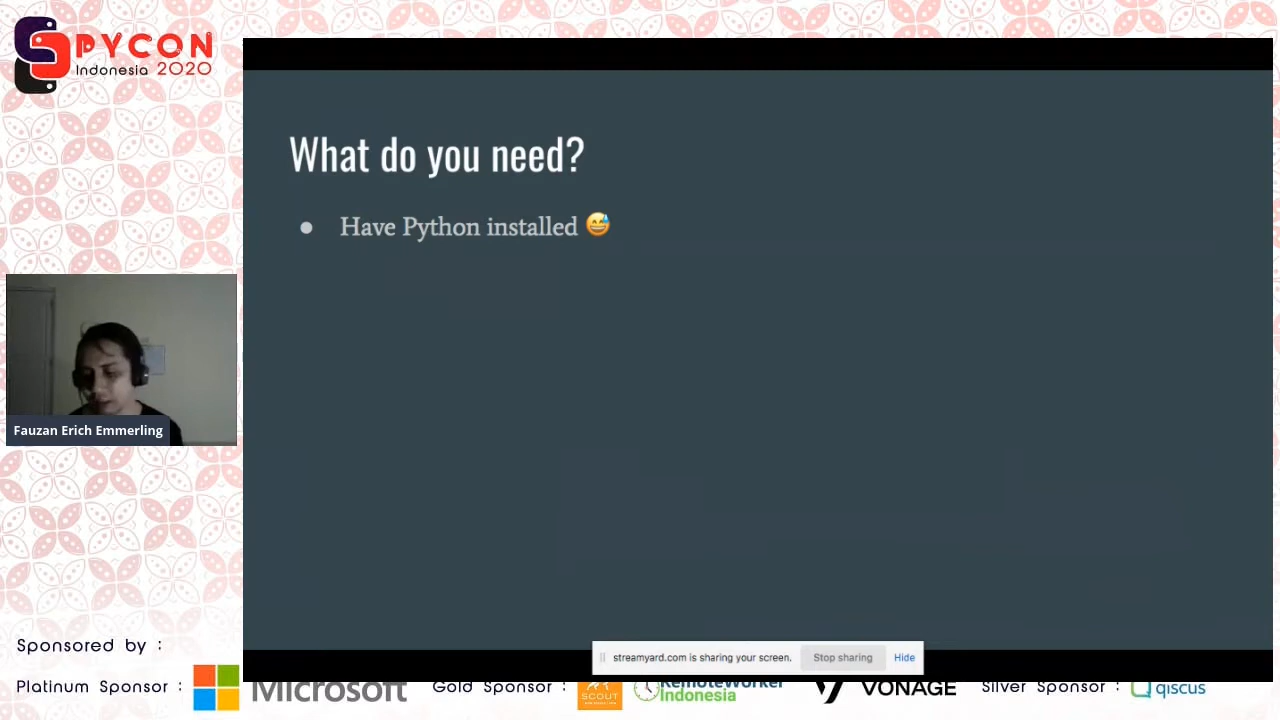 PYCON
Indonesia 2020
What do you need?
● Have Python installed 😅
Fauzan Erich Emmerling
streamyard.com is sharing your screen. Stop sharing Hide
Sponsored by :
Platinum Sponsor : Microsoft Gold Sponsor : SCOUT RemoteWorker Indonesia VONAGE Silver Sponsor : qiscus